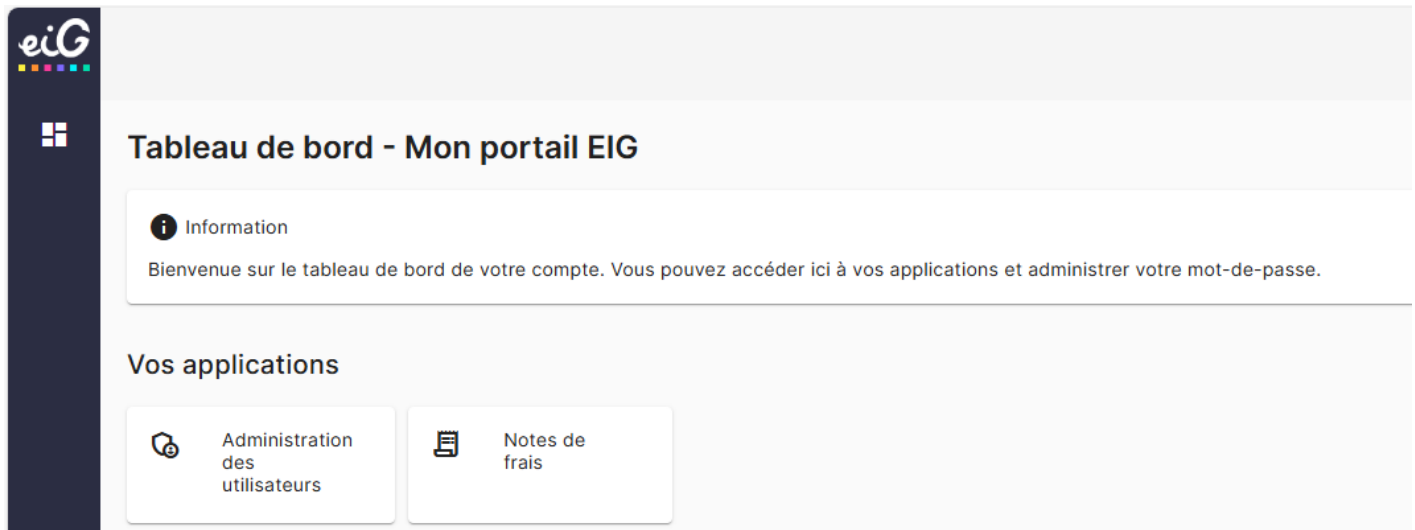 eiG
Tableau de bord - Mon portail EIG
Information
Bienvenue sur le tableau de bord de votre compte. Vous pouvez accéder ici à vos applications et administrer votre mot-de-passe.
Vos applications
Administration
des
utilisateurs
Notes de
frais